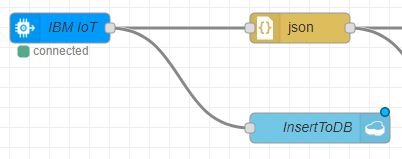 IBM IoT
json
connected
InsertToDB